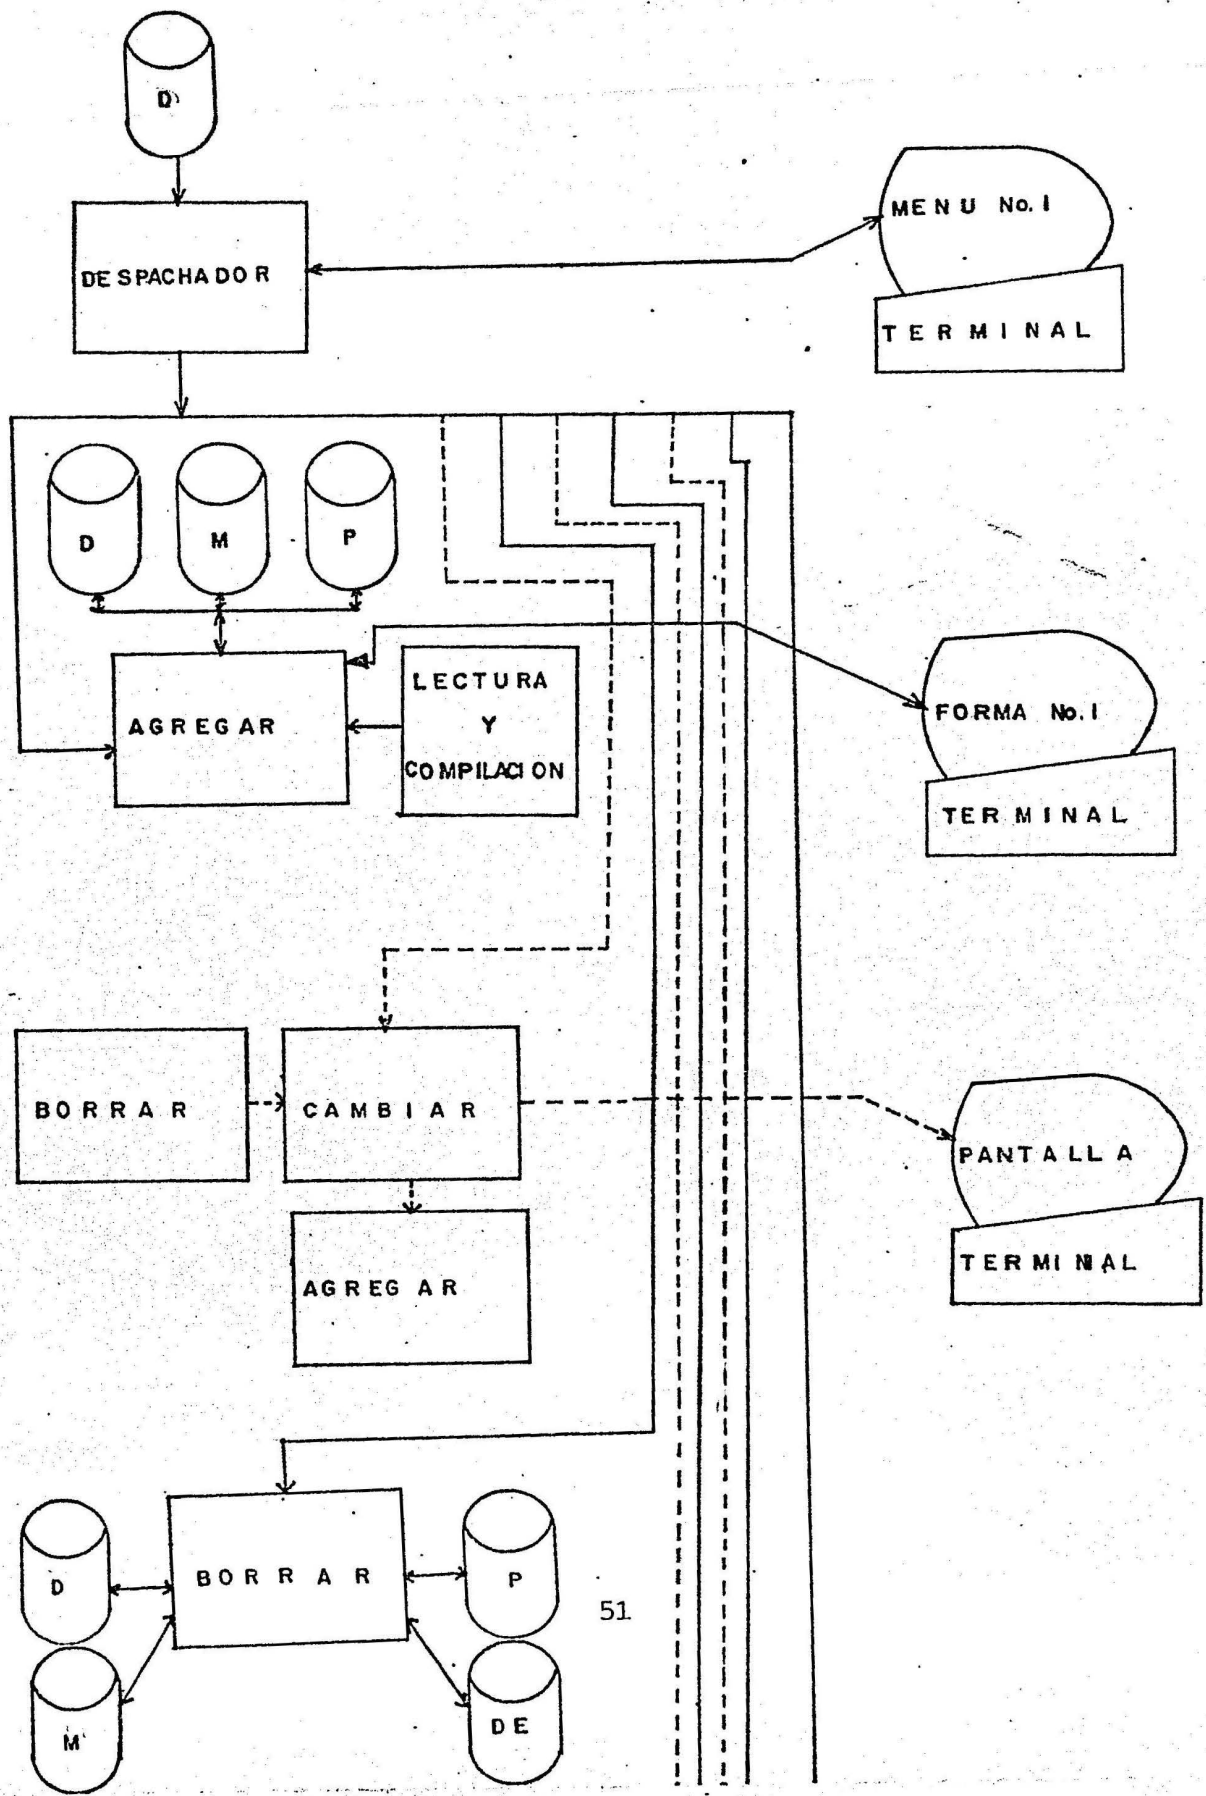 D
MENU No. 1
DESPACHADOR
TERMINAL
D
M
P
LECTURA
Y
COMPILACION
AGREGAR
FORMA No. 1
TERMINAL
BORRAR
CAMBIAR
PANTALLA
TERMINAL
AGREGAR
D
BORRAR
P
51
M
DE